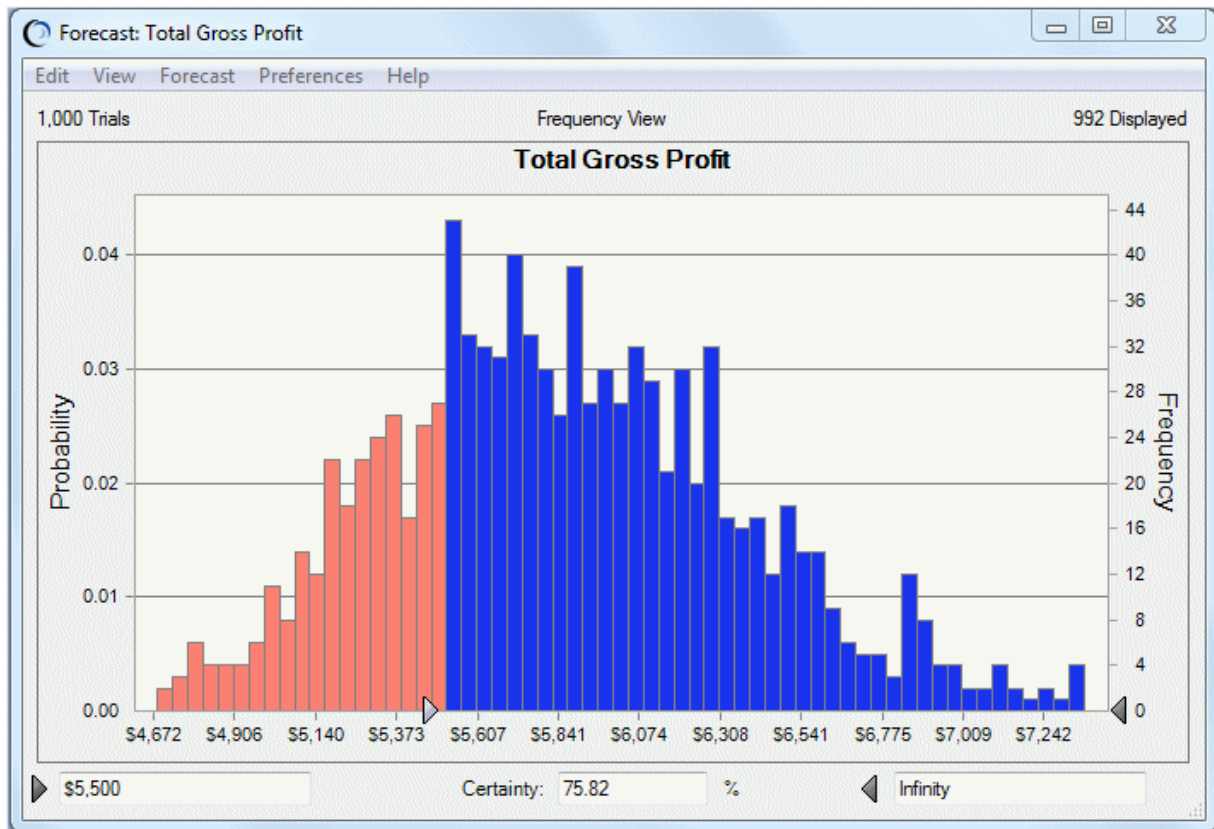 Forecast: Total Gross Profit
Edit View Forecast Preferences Help
1,000 Trials Frequency View 992 Displayed
Total Gross Profit
Probability
0.04
0.03
0.02
0.01
0.00
44
40
36
32
28
24
20
16
12
8
4
0
Frequency
$4,672 $4,906 $5,140 $5,373 $5,607 $5,841 $6,074 $6,308 $6,541 $6,775 $7,009 $7,242
$5,500 Certainty: 75.82 % Infinity